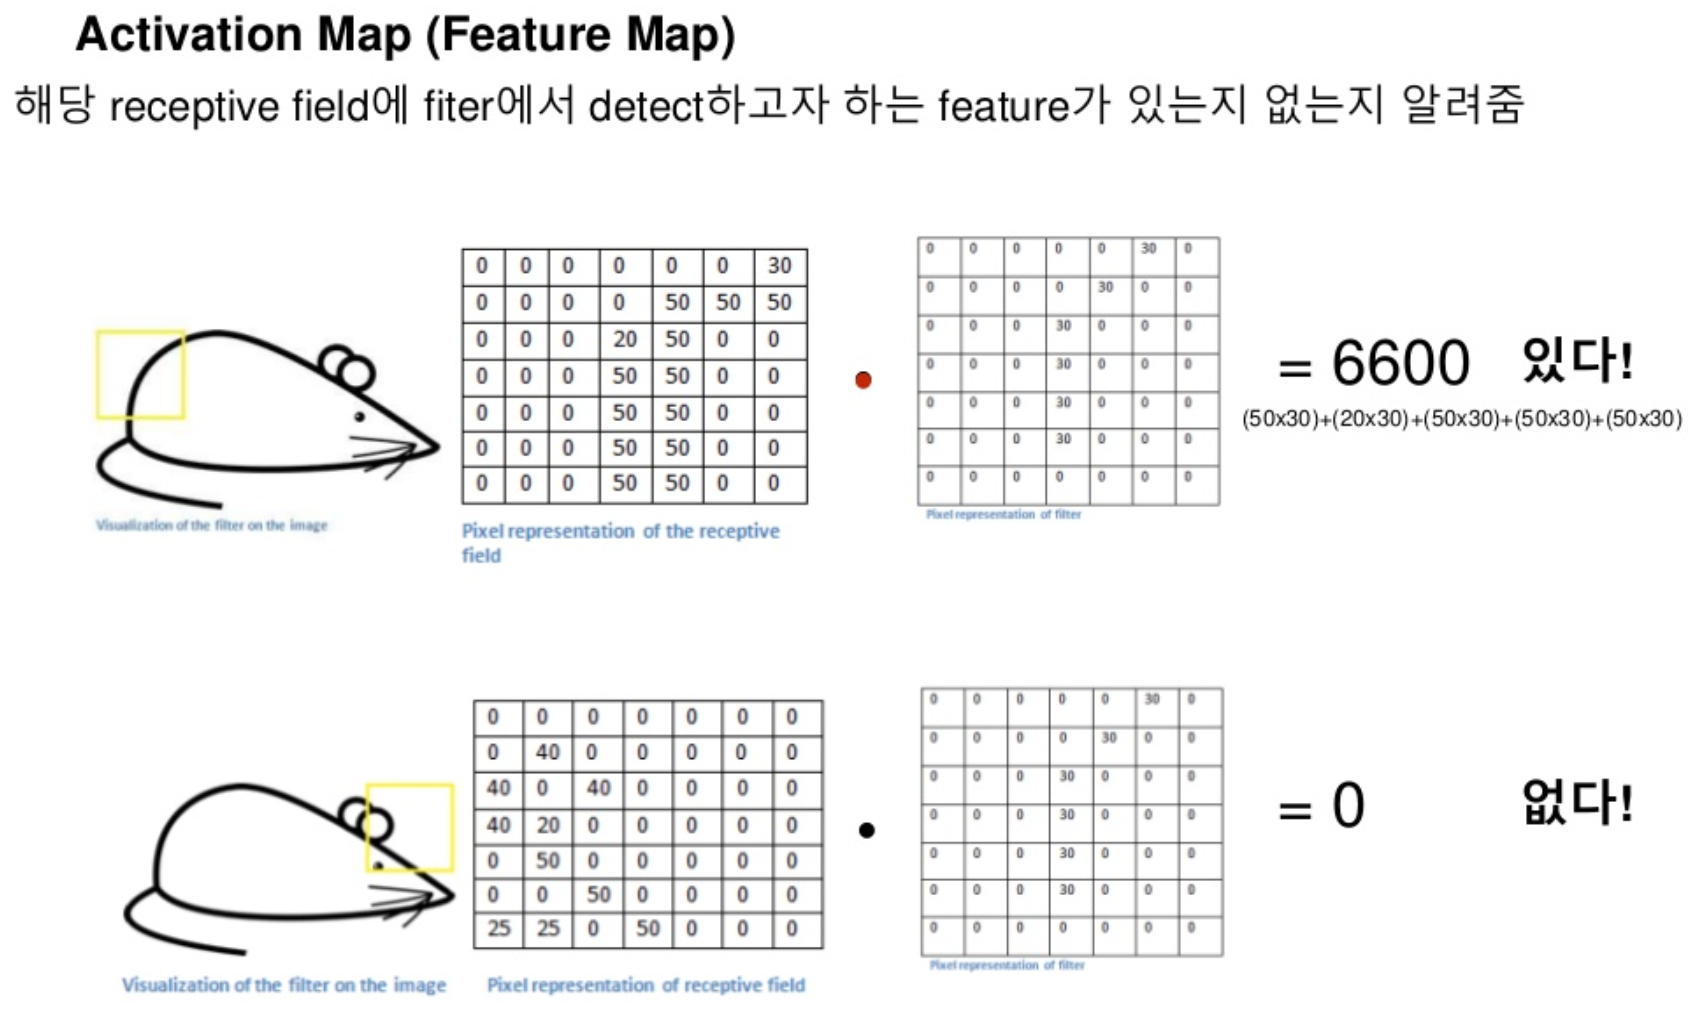 Activation Map (Feature Map)
해당 receptive field에 fiter에서 detect하고자 하는 feature가 있는지 없는지 알려줌
0 0 0 0 0 0 30
0 0 0 0 50 50 50
0 0 0 20 50 0 0
0 0 0 50 50 0 0
0 0 0 50 50 0 0
0 0 0 50 50 0 0
0 0 0 50 50 0 0
0 0 0 0 0 30 0
0 0 0 0 30 0 0
0 0 0 30 0 0 0
0 0 0 30 0 0 0
0 0 0 30 0 0 0
0 0 0 30 0 0 0
0 0 0 0 0 0 0
= 6600 있다!
(50x30)+(20x30)+(50x30)+(50x30)+(50x30)
Visualization of the filter on the image
Pixel representation of the receptive
field
Pixel representation of filter
0 0 0 0 0 0 0
0 40 0 0 0 0 0
40 0 40 0 0 0 0
40 20 0 0 0 0 0
0 50 0 0 0 0 0
0 0 50 0 0 0 0
25 25 0 50 0 0 0
0 0 0 0 0 30 0
0 0 0 0 30 0 0
0 0 0 30 0 0 0
0 0 0 30 0 0 0
0 0 0 30 0 0 0
0 0 0 30 0 0 0
0 0 0 0 0 0 0
= 0 없다!
Visualization of the filter on the image
Pixel representation of receptive field
Pixel representation of filter